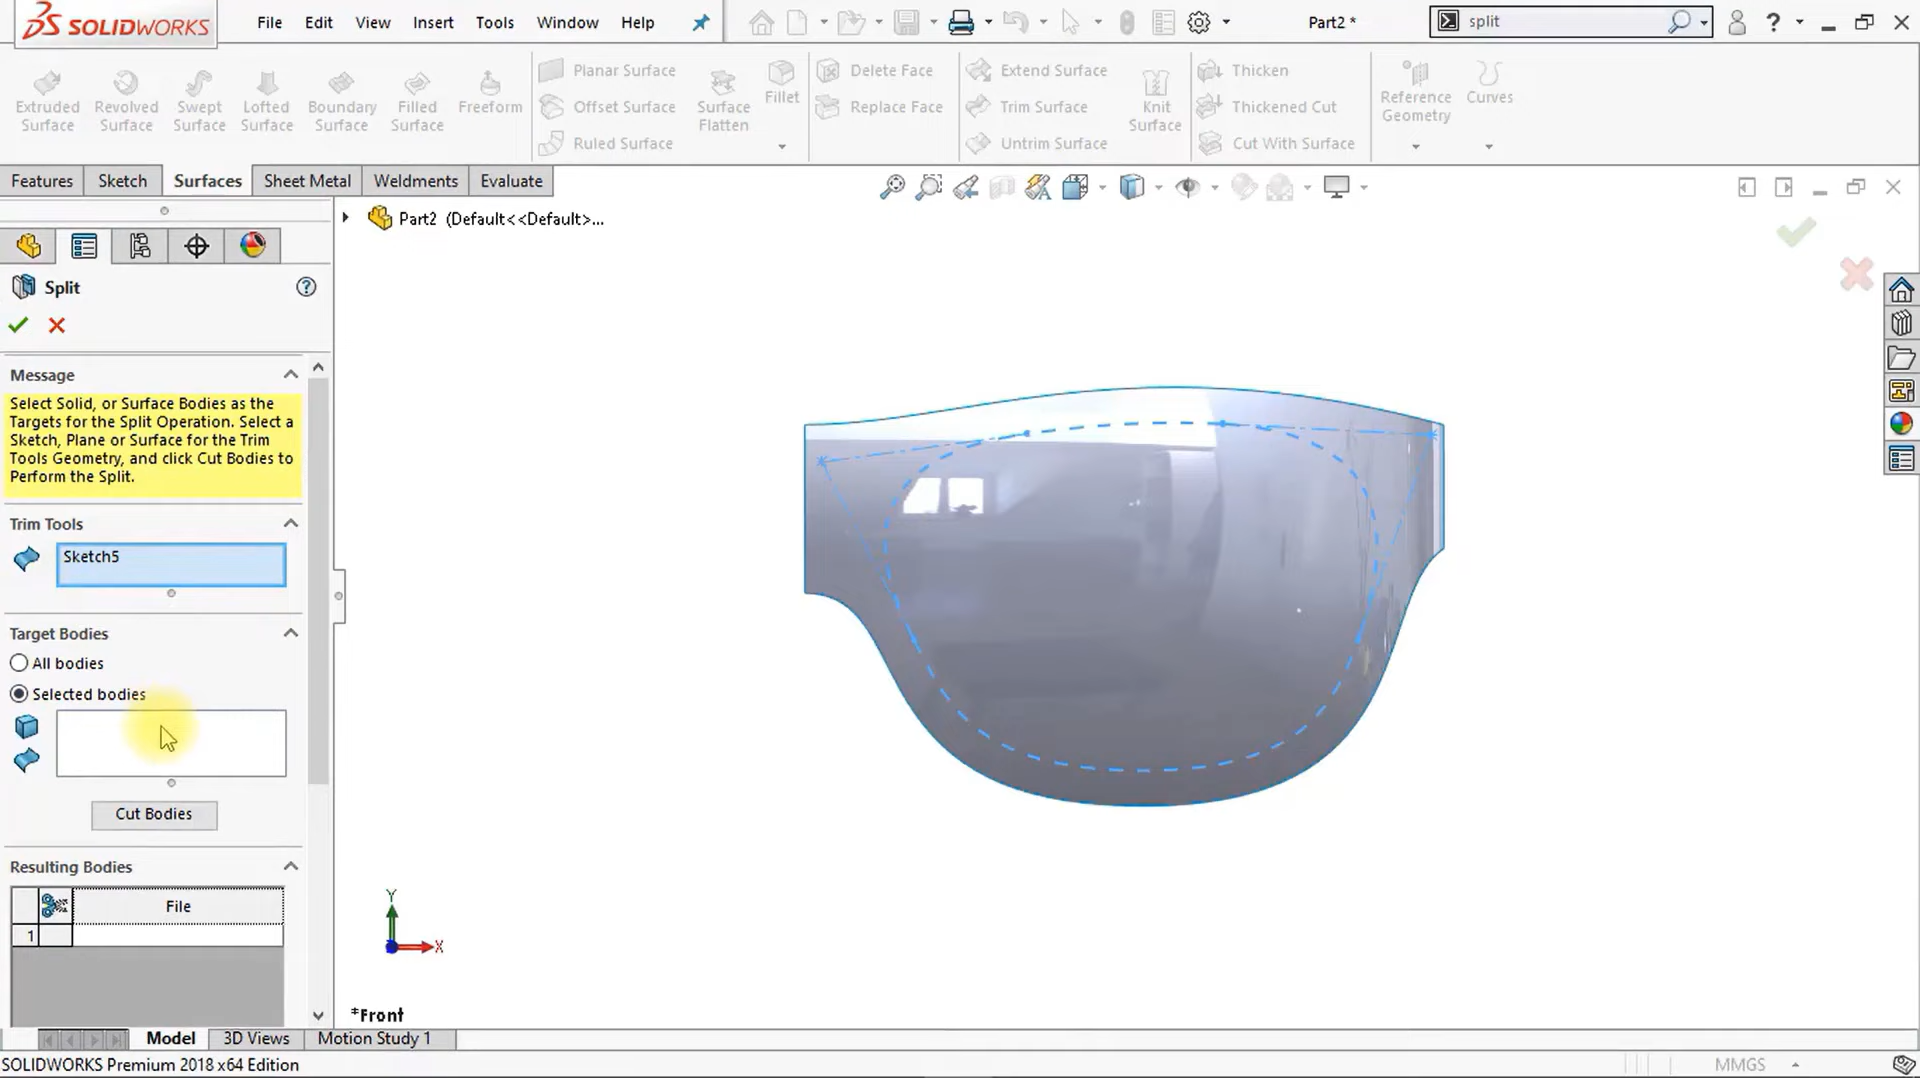 SOLIDWORKS File Edit View Insert Tools Window Help Part2 * split ?
Extruded Surface
Revolved Surface
Swept Surface
Lofted Surface
Boundary Surface
Filled Surface
Freeform
Planar Surface
Offset Surface
Ruled Surface
Surface Flatten
Fillet
Delete Face
Replace Face
Extend Surface
Trim Surface
Untrim Surface
Knit Surface
Thicken
Thickened Cut
Cut With Surface
Reference Geometry
Curves
Features Sketch Surfaces Sheet Metal Weldments Evaluate
Part2 (Default<<Default>...
Split
Message
Select Solid, or Surface Bodies as the
Targets for the Split Operation. Select a
Sketch, Plane or Surface for the Trim
Tools Geometry, and click Cut Bodies to
Perform the Split.
Trim Tools
Sketch5
Target Bodies
All bodies
Selected bodies
Cut Bodies
Resulting Bodies
File
1
Y
X
*Front
Model 3D Views Motion Study 1
SOLIDWORKS Premium 2018 x64 Edition MMGS